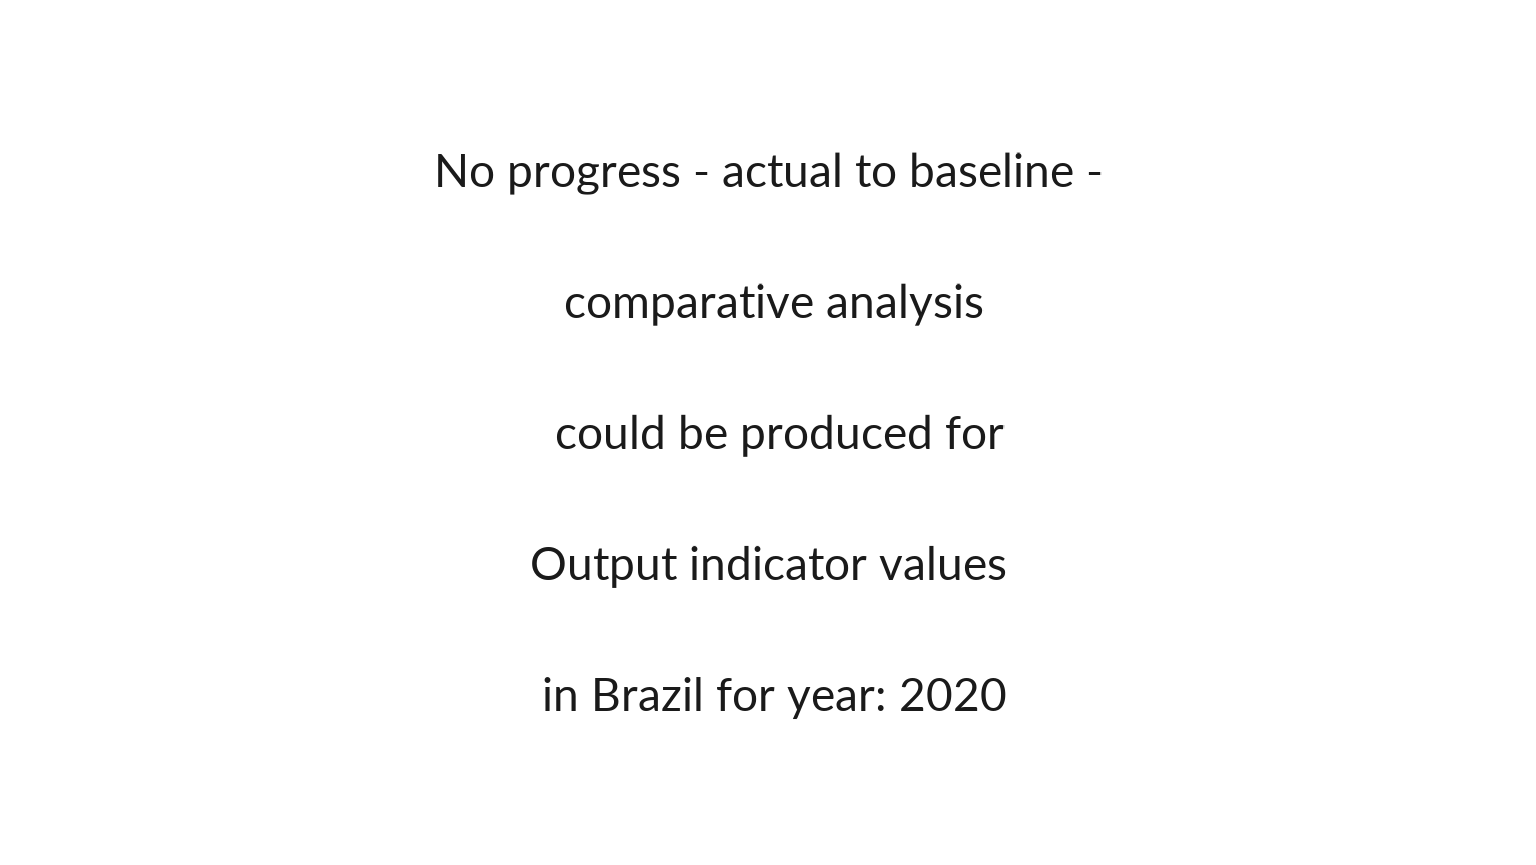 No progress - actual to baseline -
comparative analysis
could be produced for
Output indicator values
in Brazil for year: 2020